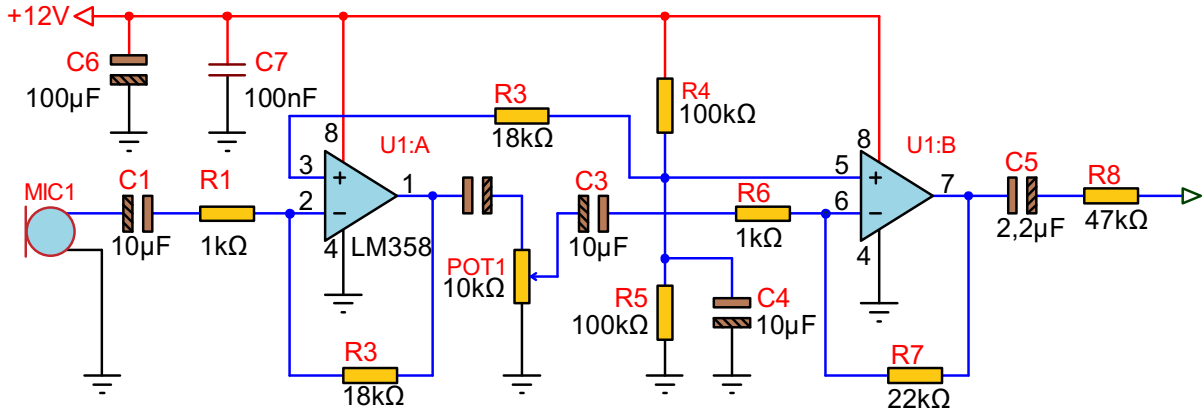 +12V
C6
100µF
C7
100nF
R3
18kΩ
R4
100kΩ
MIC1
C1
10µF
R1
1kΩ
8
3
2
4
1
U1:A
LM358
R3
18kΩ
POT1
10kΩ
C3
10µF
R5
100kΩ
C4
10µF
R6
1kΩ
8
5
6
4
7
U1:B
R7
22kΩ
C5
2,2µF
R8
47kΩ